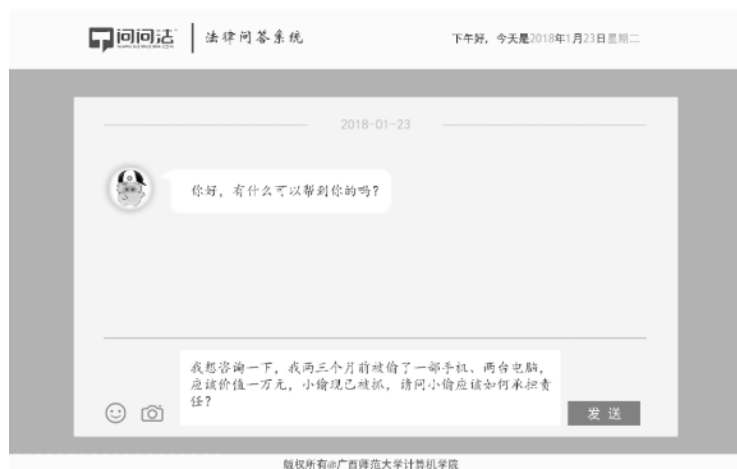 问问法 法律问答系统 下午好，今天是2018年1月23日星期二
2018-01-23
你好，有什么可以帮到你的吗？
我想咨询一下，我两三个月前被偷了一部手机、两台电脑，
应该价值一万元，小偷现已被抓，请问小偷应该如何承担责
任？
发 送
版权所有@广西师范大学计算机学院